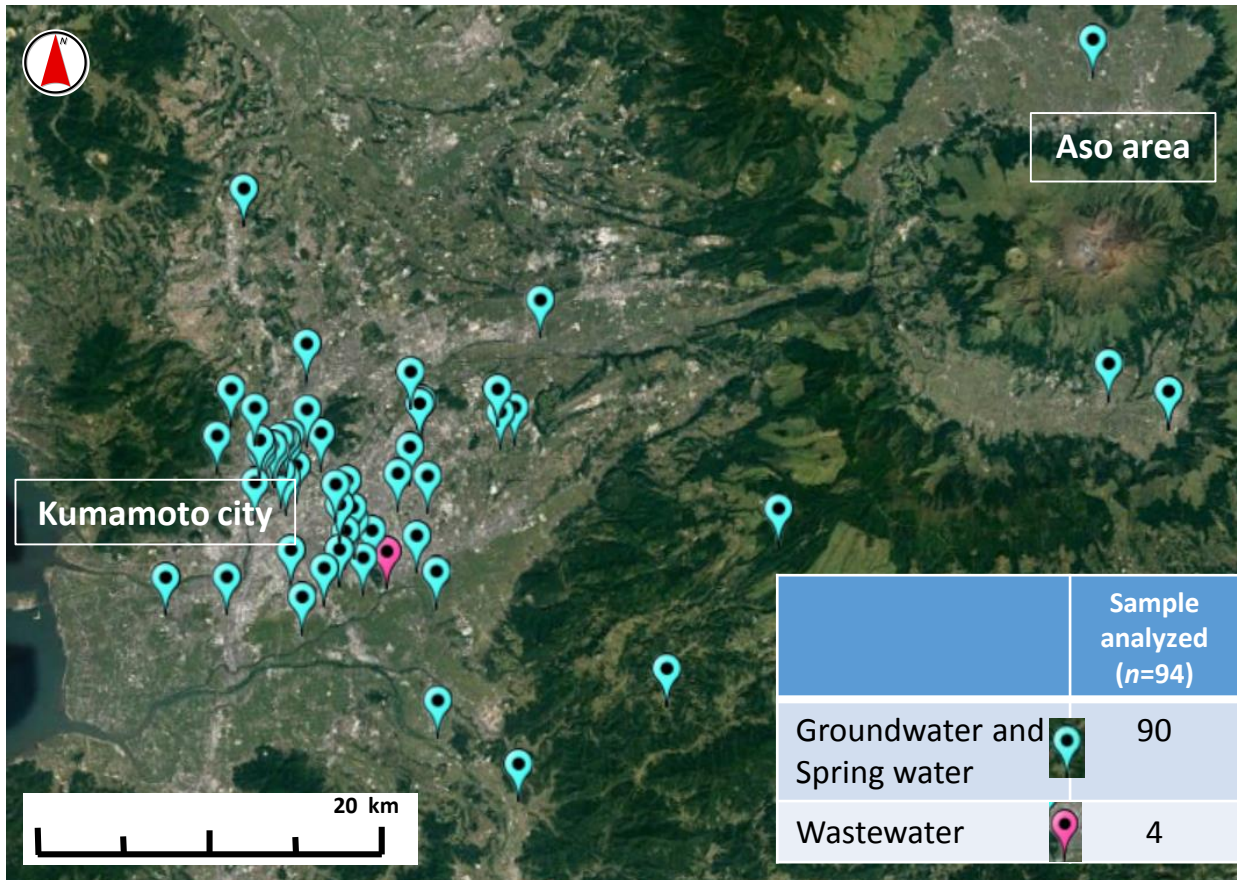 N
Aso area
Kumamoto city
20 km
Sample
analyzed
(n=94)
Groundwater and
Spring water
90
Wastewater
4